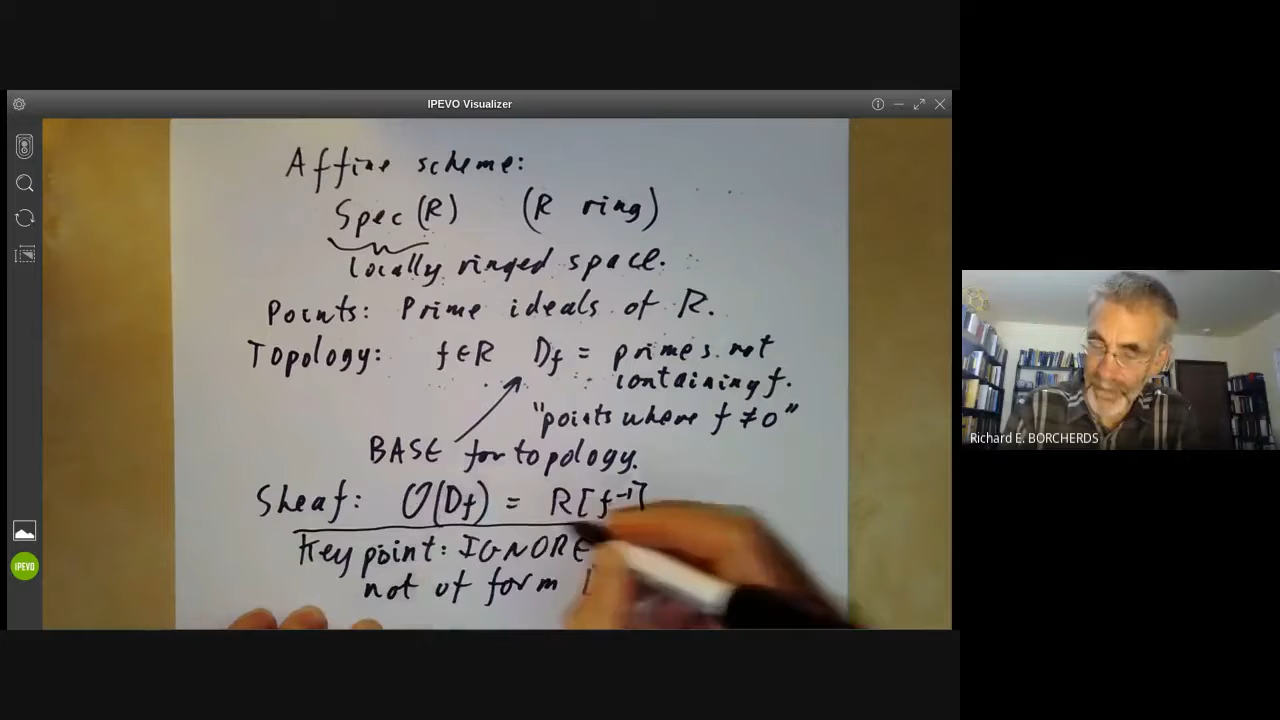 IPEVO Visualizer
Affine scheme:
Spec(R) (R ring)
locally ringed space.
Points: Prime ideals of R.
Topology: f∈R Df = primes not
containing f.
"points where f ≠ 0"
BASE for topology.
Sheaf: O(Df) = R[f⁻¹]
Key point: IGNORE
not of form
IPEVO
Richard E. BORCHERDS